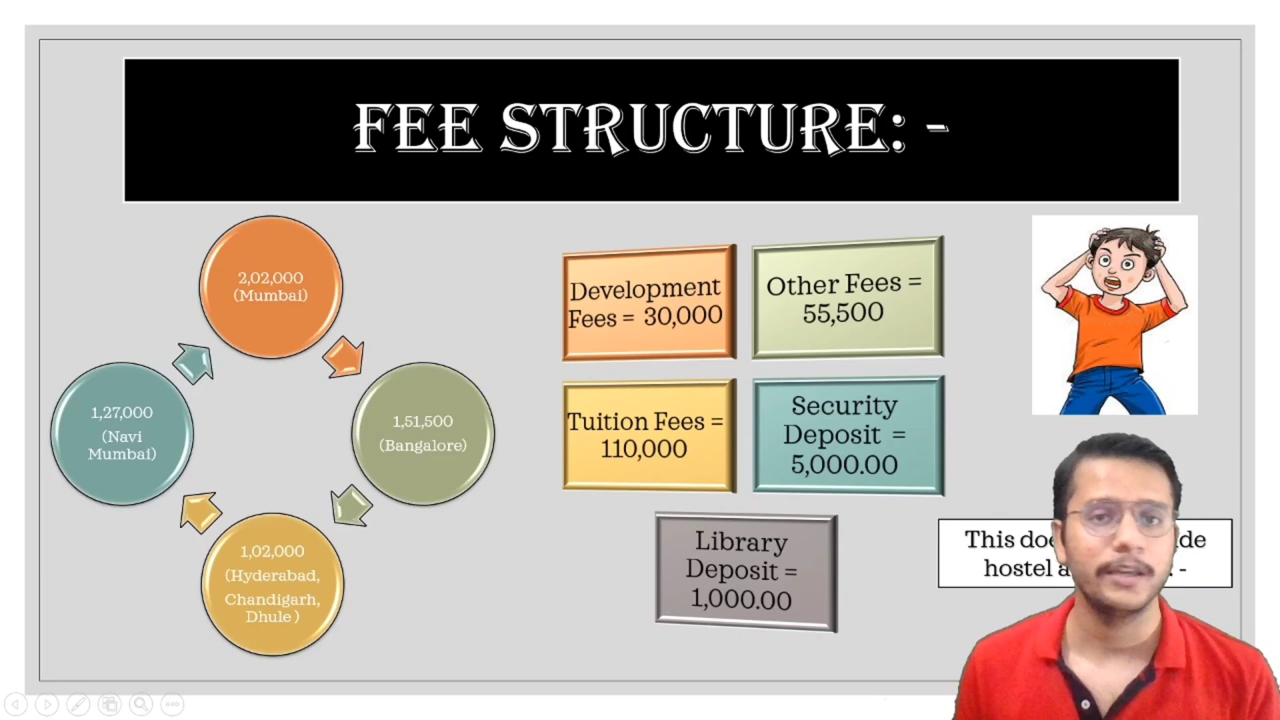 FEE STRUCTURE: -
2,02,000
(Mumbai)
1,51,500
(Bangalore)
1,02,000
(Hyderabad,
Chandigarh,
Dhule )
1,27,000
(Navi
Mumbai)
Development
Fees = 30,000
Other Fees =
55,500
Tuition Fees =
110,000
Security
Deposit =
5,000.00
Library
Deposit =
1,000.00
This
hostel